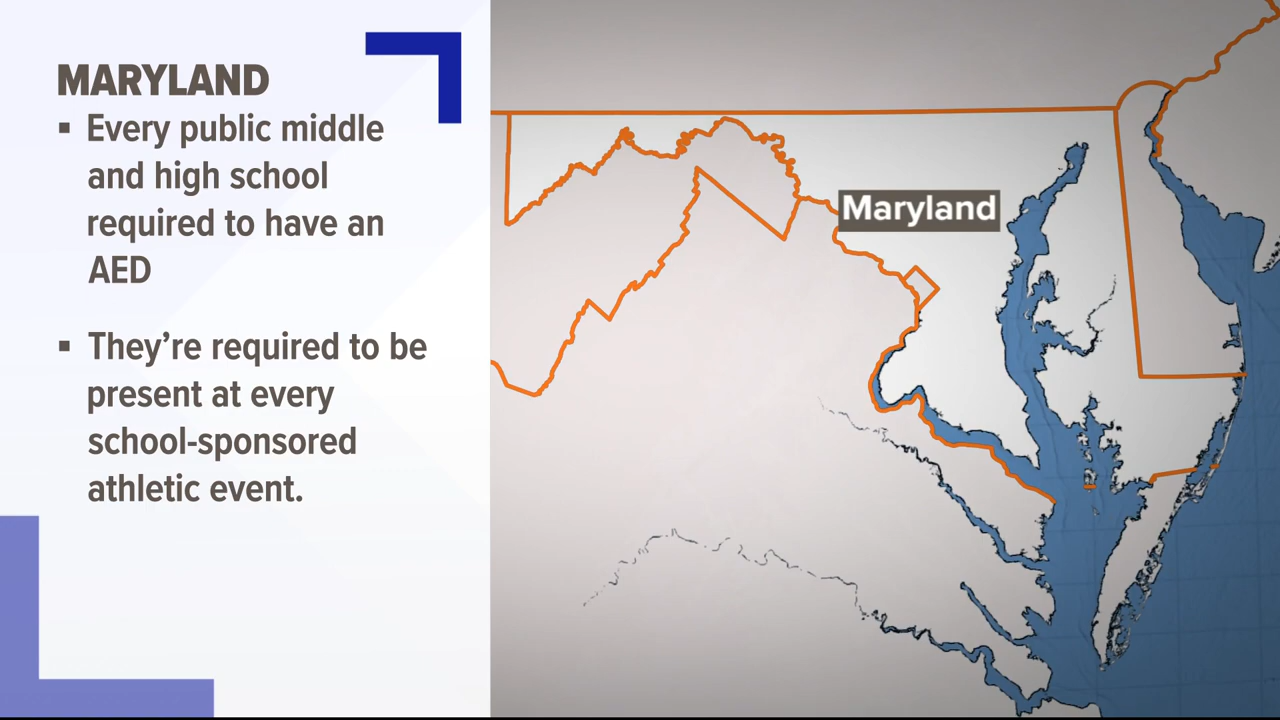 MARYLAND
▪ Every public middle
and high school
required to have an
AED
▪ They’re required to be
present at every
school-sponsored
athletic event.
Maryland